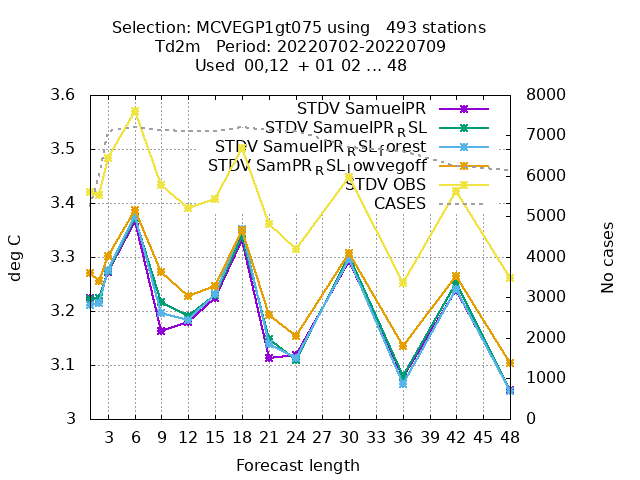 Selection: MCVEGP1gt075 using   493 stations
Td2m   Period: 20220702-20220709
Used  00,12  + 01 02 ... 48
STDV SamuelPR
STDV SamuelPR_RSL
STDV SamuelPR_RSL_forest
STDV SamPR_RSL_lowvegoff
STDV OBS
CASES
deg C
3.6
3.5
3.4
3.3
3.2
3.1
3
8000
7000
6000
5000
4000
3000
2000
1000
0
No cases
3 6 9 12 15 18 21 24 27 30 33 36 39 42 45 48
Forecast length